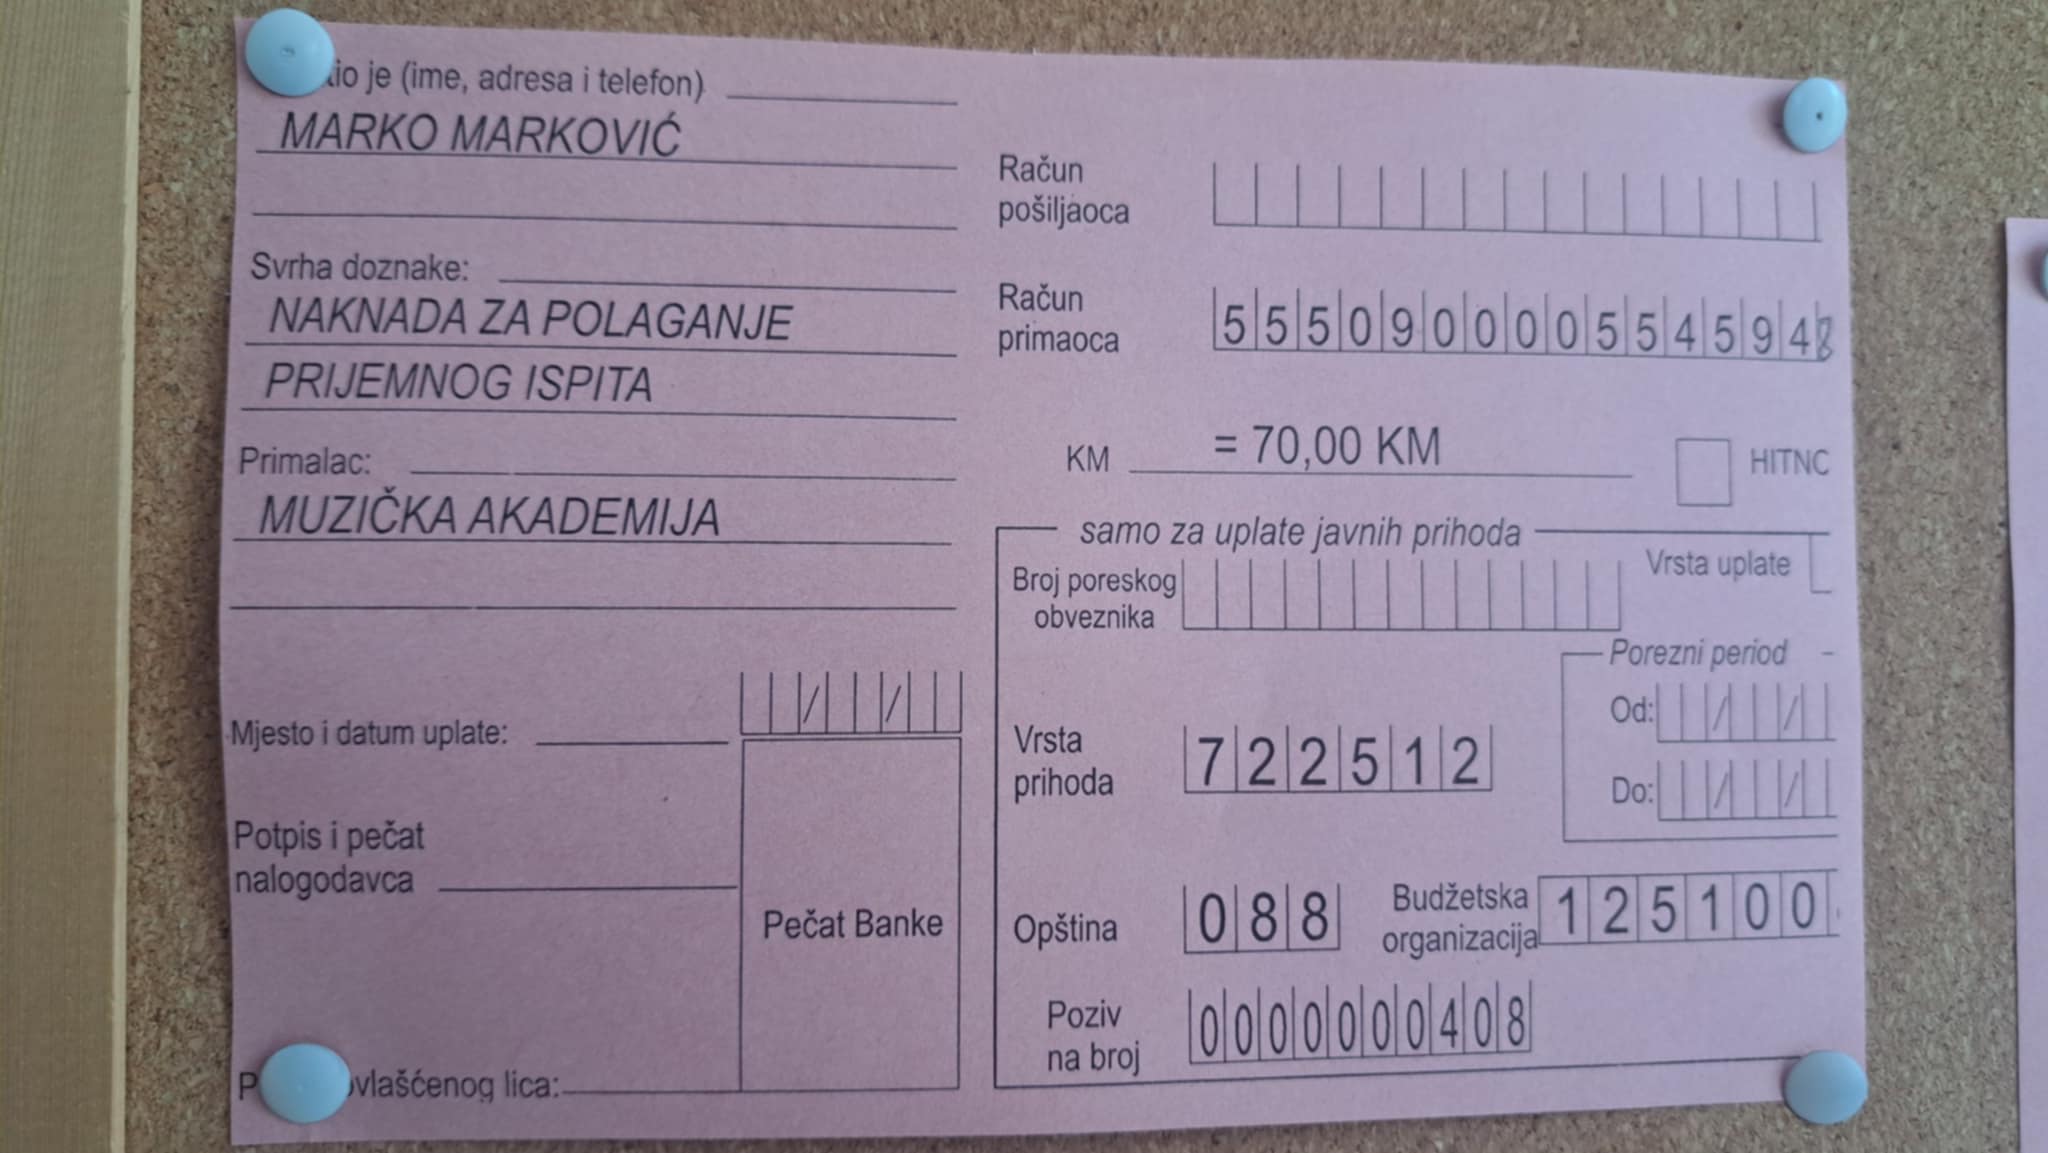 tio je (ime, adresa i telefon)
MARKO MARKOVIĆ
Svrha doznake:
NAKNADA ZA POLAGANJE
PRIJEMNOG ISPITA
Primalac:
MUZIČKA AKADEMIJA
Mjesto i datum uplate:
/ /
Potpis i pečat
nalogodavca
Pečat Banke
P ovlašćenog lica:
Račun
pošiljaoca
Račun
primaoca
5550900005545948
KM = 70,00 KM
HITNC
samo za uplate javnih prihoda
Broj poreskog
obveznika
Vrsta uplate
Porezni period
Od: / /
Do: / /
Vrsta
prihoda
722512
Opština 088
Budžetska
organizacija
125100
Poziv
na broj
0000000408